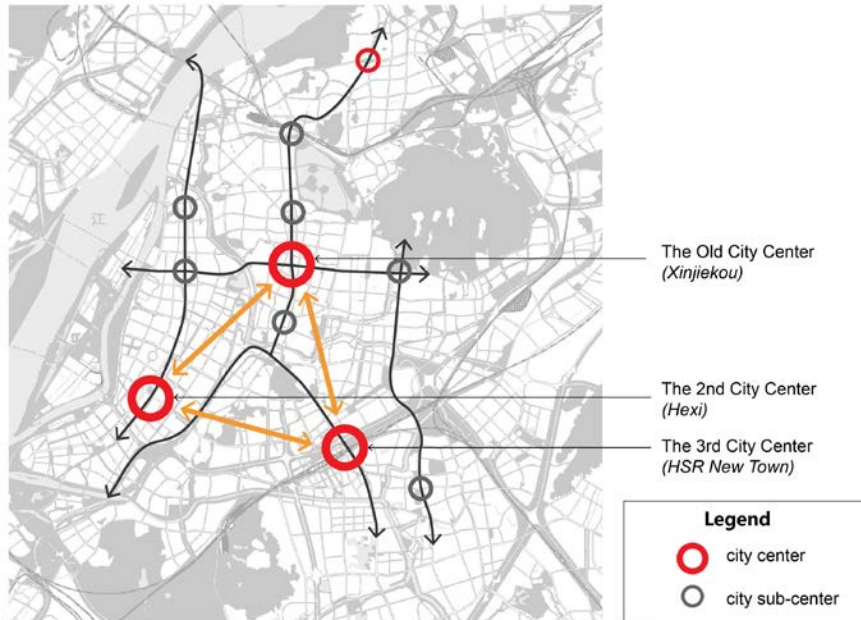 江
The Old City Center
(Xinjiekou)
The 2nd City Center
(Hexi)
The 3rd City Center
(HSR New Town)
Legend
city center
city sub-center